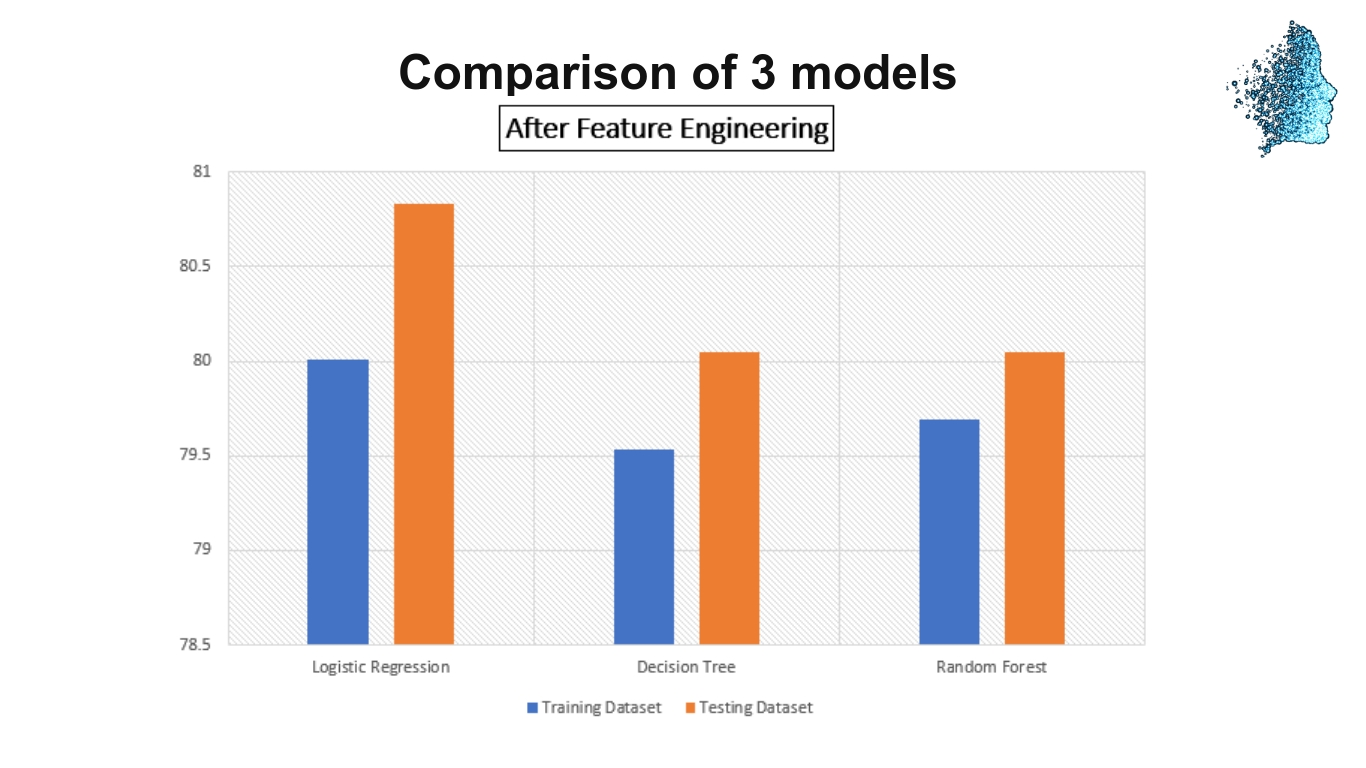 Comparison of 3 models
After Feature Engineering
81
80.5
80
79.5
79
78.5
Logistic Regression Decision Tree Random Forest
Training Dataset Testing Dataset